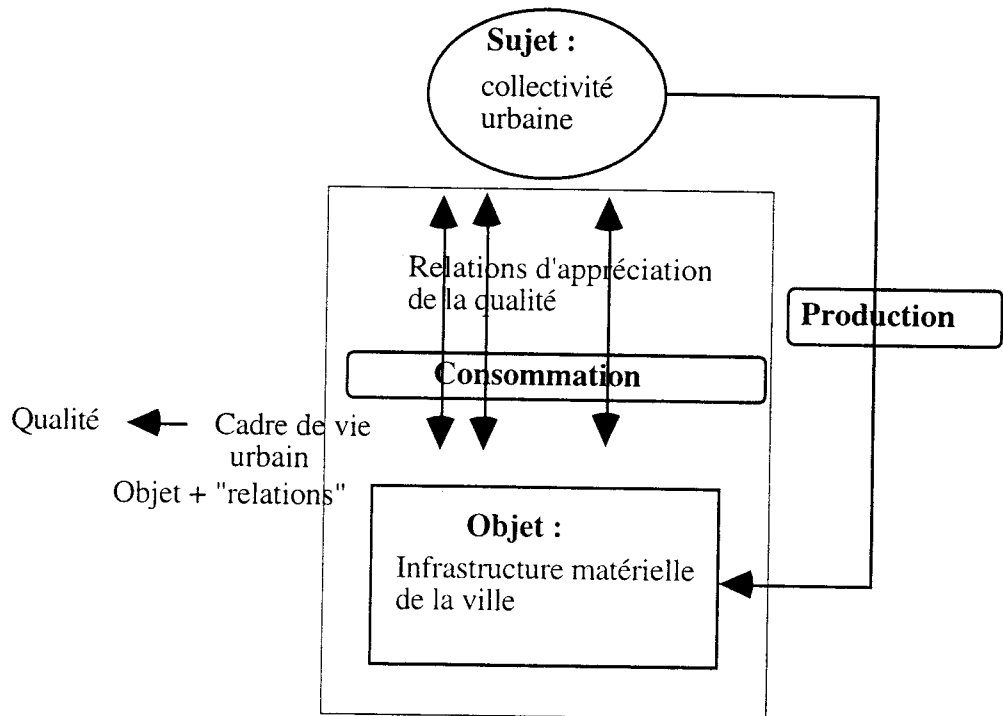 Sujet :
collectivité
urbaine
Relations d'appréciation
de la qualité
Production
Consommation
Qualité
Cadre de vie
urbain
Objet + "relations"
Objet :
Infrastructure matérielle
de la ville